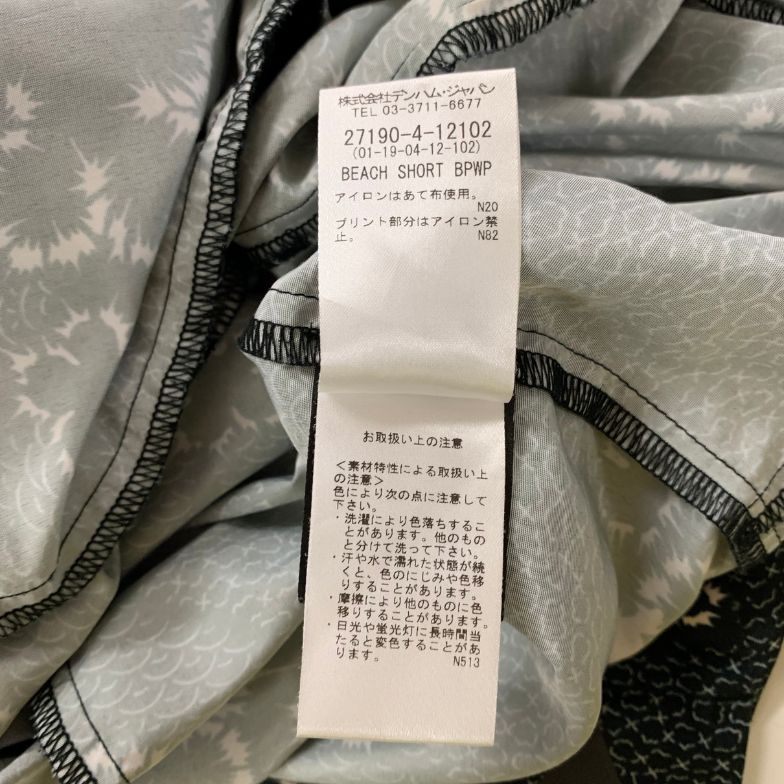 株式会社デンハム・ジャパン
TEL 03-3711-6677
27190-4-12102
(01-19-04-12-102)
BEACH SHORT BPWP
アイロンはあて布使用。
N20
プリント部分はアイロン禁
止。 N82
お取扱い上の注意
<素材特性による取扱い上
の注意>
色により次の点に注意して
下さい。
・洗濯により色落ちするこ
とがあります。他のもの
と分けて洗って下さい。
・汗や水で濡れた状態が続
くと、色のにじみや色移
りすることがあります。
・摩擦により他のものに色
移りすることがあります。
・日光や蛍光灯に長時間当
たると変色することがあ
ります。 N513